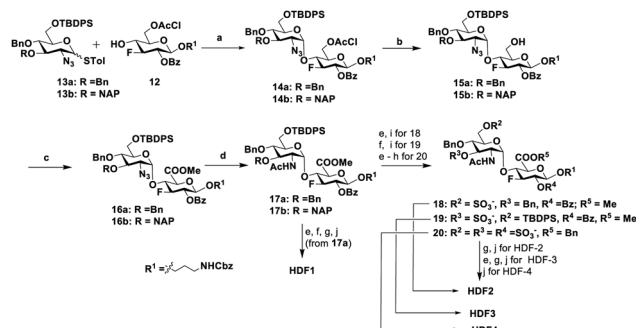 OTBDPS
OAcCl
BnO
RO
N3
STol
+
HO
F
OR1
OBz
a
OTBDPS
BnO
RO
N3
O
OAcCl
F
OR1
OBz
b
OTBDPS
BnO
RO
N3
O
OH
F
OR1
OBz
13a: R =Bn
13b: R = NAP
12
14a: R =Bn
14b: R = NAP
15a: R =Bn
15b: R = NAP
c
OTBDPS
BnO
RO
N3
O
COOMe
F
OR1
OBz
d
OTBDPS
BnO
RO
AcHN
O
COOMe
F
OR1
OBz
e, i for 18
f, i for 19
e - h for 20
OR2
BnO
R3O
AcHN
O
COOR5
F
OR1
OR4
16a: R =Bn
16b: R = NAP
17a: R =Bn
17b: R = NAP
18: R2 = SO3-, R3 = Bn, R4 =Bz; R5 = Me
19: R3 = SO3-, R2 = TBDPS, R4 =Bz, R5 = Me
20: R2 = R3 = R4 =SO3-, R5 = Bn
e, f, g, j
(from 17a)
HDF1
R1 = NHCbz
g, j for HDF-2
e, g, j for HDF-3
j for HDF-4
HDF2
HDF3